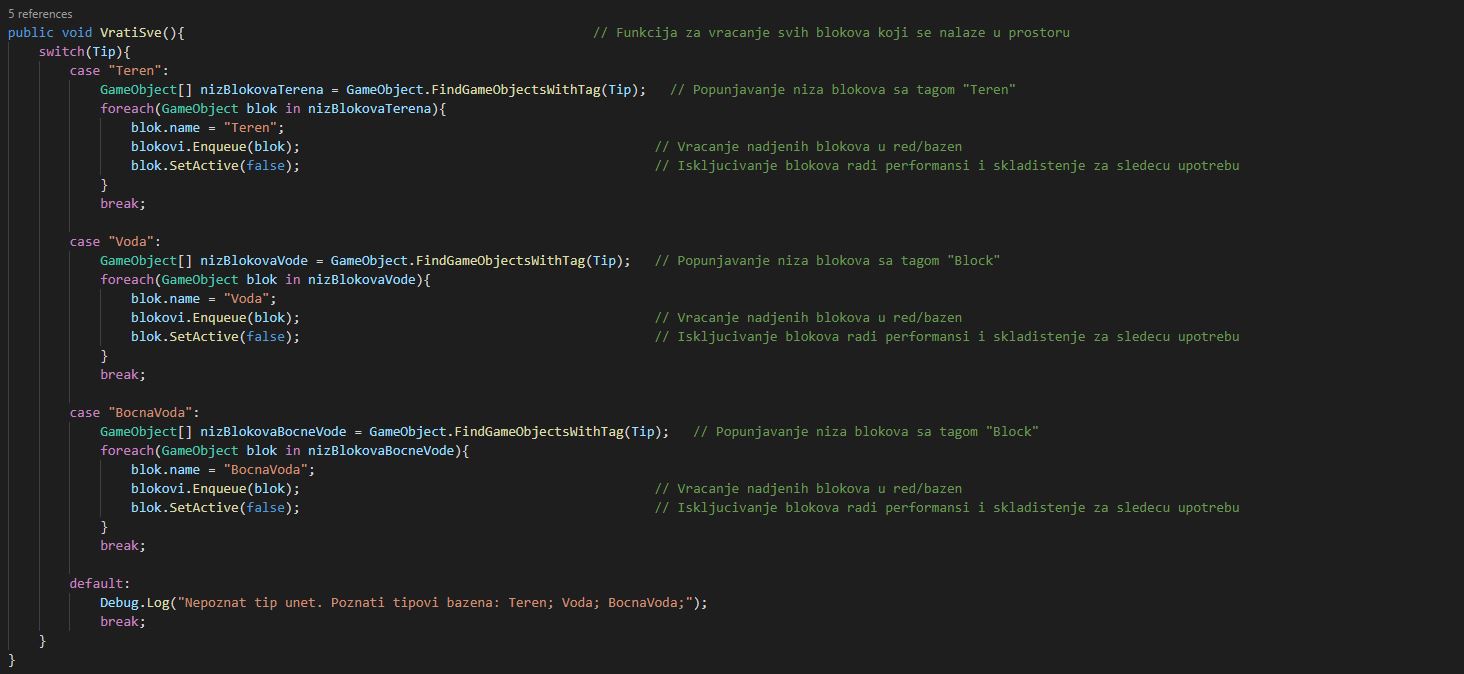 5 references
public void VratiSve(){ // Funkcija za vracanje svih blokova koji se nalaze u prostoru
switch(Tip){
case "Teren":
GameObject[] nizBlokovaTerena = GameObject.FindGameObjectsWithTag(Tip); // Popunjavanje niza blokova sa tagom "Teren"
foreach(GameObject blok in nizBlokovaTerena){
blok.name = "Teren";
blokovi.Enqueue(blok); // Vracanje nadjenih blokova u red/bazen
blok.SetActive(false); // Iskljucivanje blokova radi performansi i skladistenje za sledecu upotrebu
}
break;
case "Voda":
GameObject[] nizBlokovaVode = GameObject.FindGameObjectsWithTag(Tip); // Popunjavanje niza blokova sa tagom "Block"
foreach(GameObject blok in nizBlokovaVode){
blok.name = "Voda";
blokovi.Enqueue(blok); // Vracanje nadjenih blokova u red/bazen
blok.SetActive(false); // Iskljucivanje blokova radi performansi i skladistenje za sledecu upotrebu
}
break;
case "BocnaVoda":
GameObject[] nizBlokovaBocneVode = GameObject.FindGameObjectsWithTag(Tip); // Popunjavanje niza blokova sa tagom "Block"
foreach(GameObject blok in nizBlokovaBocneVode){
blok.name = "BocnaVoda";
blokovi.Enqueue(blok); // Vracanje nadjenih blokova u red/bazen
blok.SetActive(false); // Iskljucivanje blokova radi performansi i skladistenje za sledecu upotrebu
}
break;
default:
Debug.Log("Nepoznat tip unet. Poznati tipovi bazena: Teren; Voda; BocnaVoda;");
break;
}
}